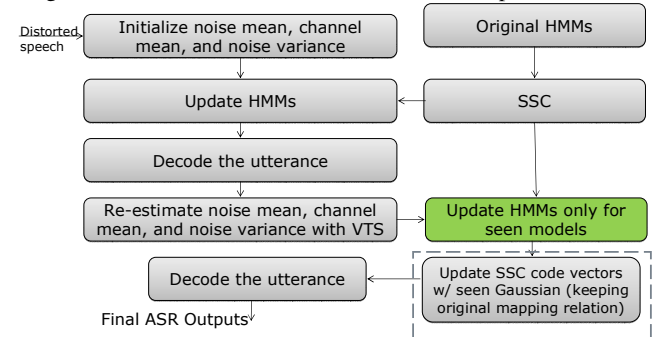 Distorted
speech
Initialize noise mean, channel
mean, and noise variance
Original HMMs
Update HMMs
SSC
Decode the utterance
Re-estimate noise mean, channel
mean, and noise variance with VTS
Update HMMs only for
seen models
Decode the utterance
Update SSC code vectors
w/ seen Gaussian (keeping
original mapping relation)
Final ASR Outputs